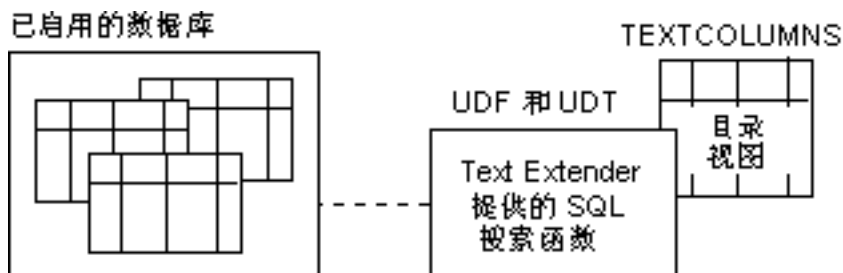 已启用的数据库
TEXTCOLUMNS
UDF 和 UDT
目录
视图
Text Extender
提供的 SQL
搜索函数